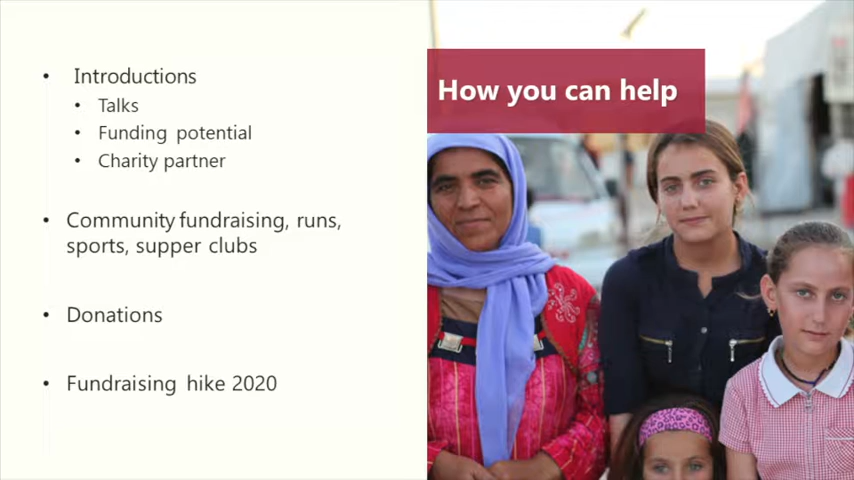 How you can help
• Introductions
• Talks
• Funding potential
• Charity partner
• Community fundraising, runs,
sports, supper clubs
• Donations
• Fundraising hike 2020